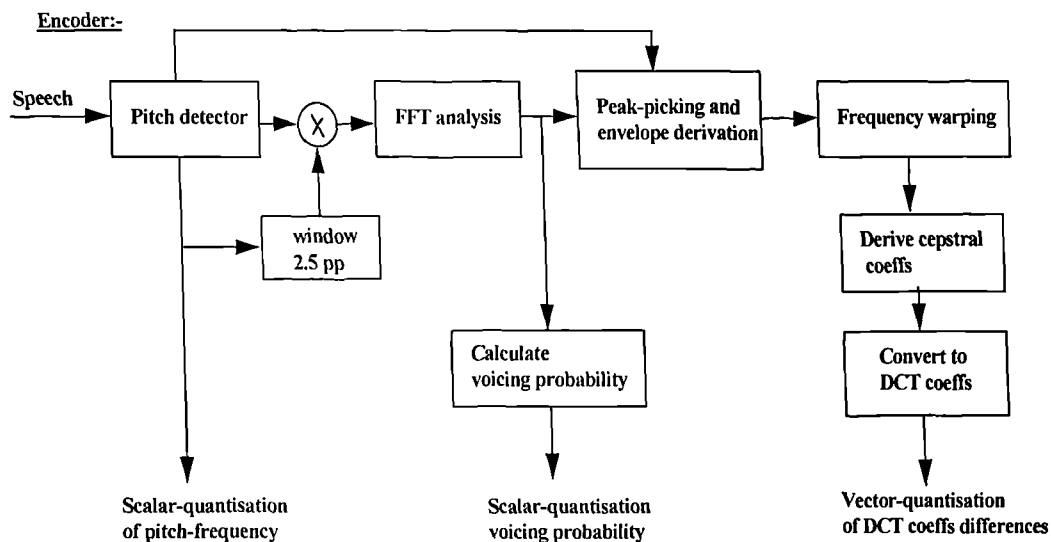 Encoder:-
Speech
Pitch detector
X
FFT analysis
Peak-picking and
envelope derivation
Frequency warping
window
2.5 pp
Derive cepstral
coeffs
Calculate
voicing probability
Convert to
DCT coeffs
Scalar-quantisation
of pitch-frequency
Scalar-quantisation
voicing probability
Vector-quantisation
of DCT coeffs differences